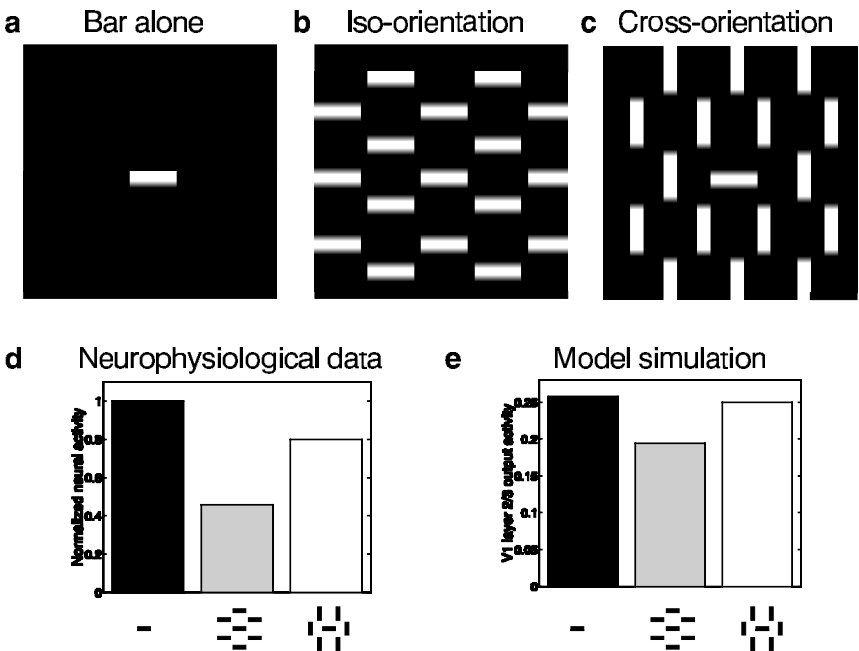 a Bar alone
b Iso-orientation
c Cross-orientation
d Neurophysiological data
Normalized neural activity
1
0.8
0.6
0.4
0.2
0
e Model simulation
V1 layer 2/3 output activity
0.25
0.2
0.15
0.1
0.05
0